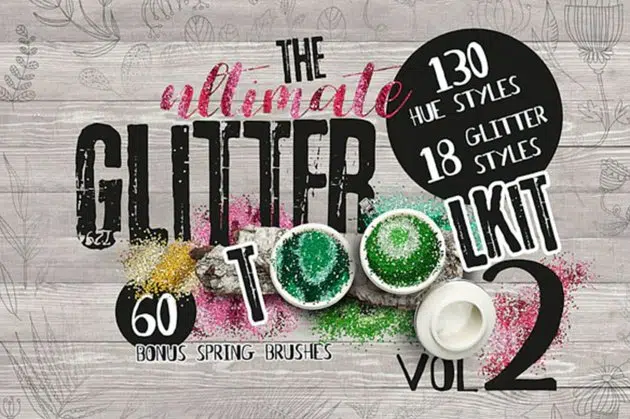 THE
ultimate
GLITTER
TOOLKIT
VOL 2
130
HUE STYLES
18 GLITTER
STYLES
60
BONUS SPRING BRUSHES